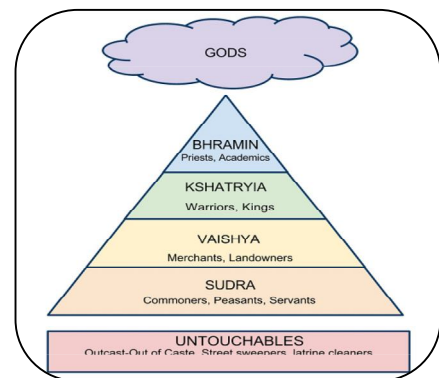 GODS
BHRAMIN
Priests, Academics
KSHATRYIA
Warriors, Kings
VAISHYA
Merchants, Landowners
SUDRA
Commoners, Peasants, Servants
UNTOUCHABLES
Outcast-Out of Caste, Street sweepers, latrine cleaners